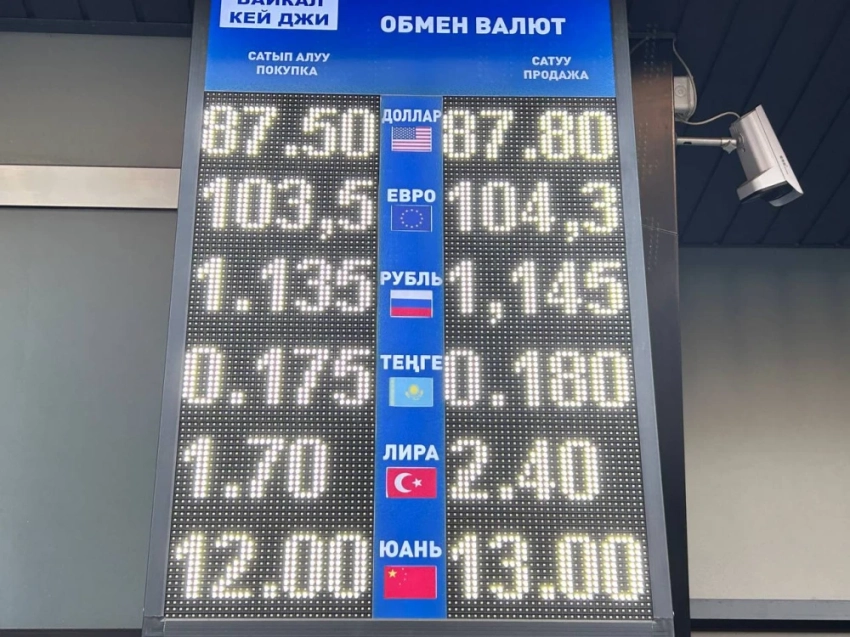 БАЙКАЛ
КЕЙ ДЖИ
ОБМЕН ВАЛЮТ
САТЫП АЛУУ
ПОКУПКА
САТУУ
ПРОДАЖА
87.50 ДОЛЛАР 87.80
103,5 ЕВРО 104,3
1.135 РУБЛЬ 1,145
0.175 ТЕҢГЕ 0.180
1.70 ЛИРА 2.40
12.00 ЮАНЬ 13.00